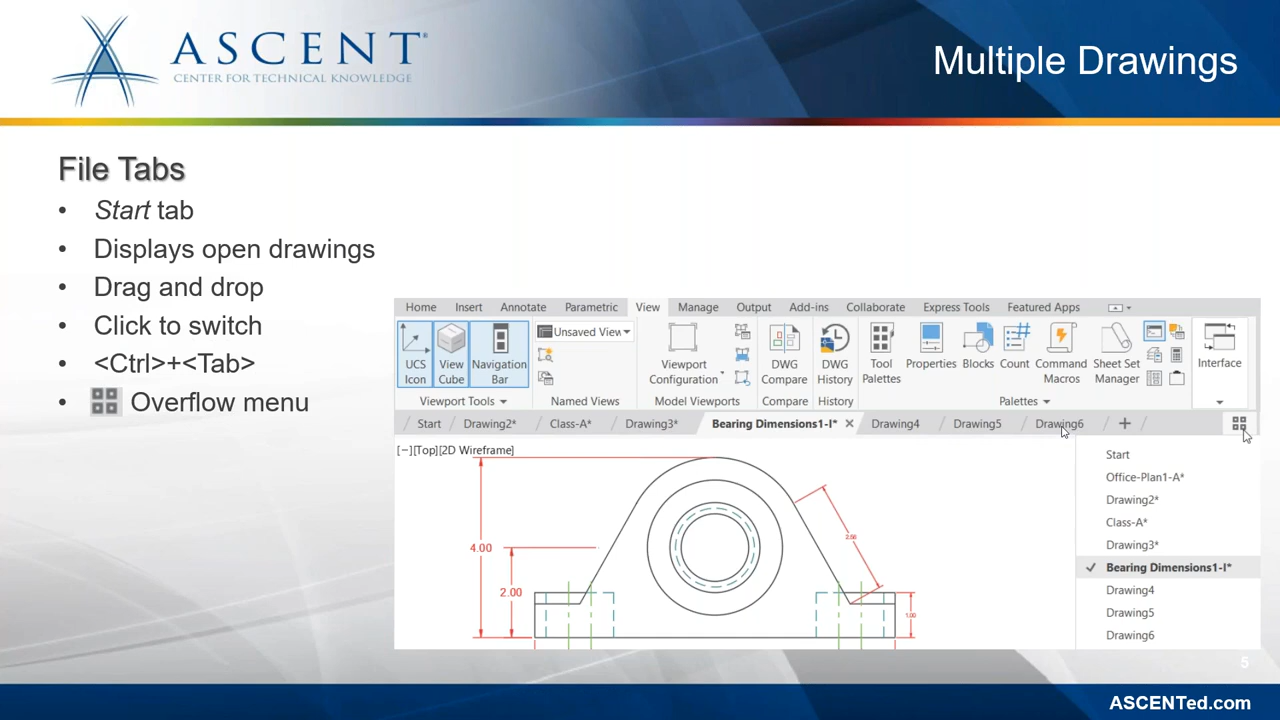 ASCENT®
CENTER FOR TECHNICAL KNOWLEDGE
Multiple Drawings
File Tabs
• Start tab
• Displays open drawings
• Drag and drop
• Click to switch
• <Ctrl>+<Tab>
• Overflow menu
Home Insert Annotate Parametric View Manage Output Add-ins Collaborate Express Tools Featured Apps
UCS Icon
View Cube
Navigation Bar
Unsaved View
Viewport Configuration
DWG Compare
DWG History
Tool Palettes
Properties
Blocks
Count
Command Macros
Sheet Set Manager
Interface
Viewport Tools Named Views Model Viewports Compare History Palettes
Start Drawing2* Class-A* Drawing3* Bearing Dimensions1-I* Drawing4 Drawing5 Drawing6 +
[−][Top][2D Wireframe]
4.00
2.00
1.00
Start
Office-Plan1-A*
Drawing2*
Class-A*
Drawing3*
✓ Bearing Dimensions1-I*
Drawing4
Drawing5
Drawing6
5
ASCENTed.com